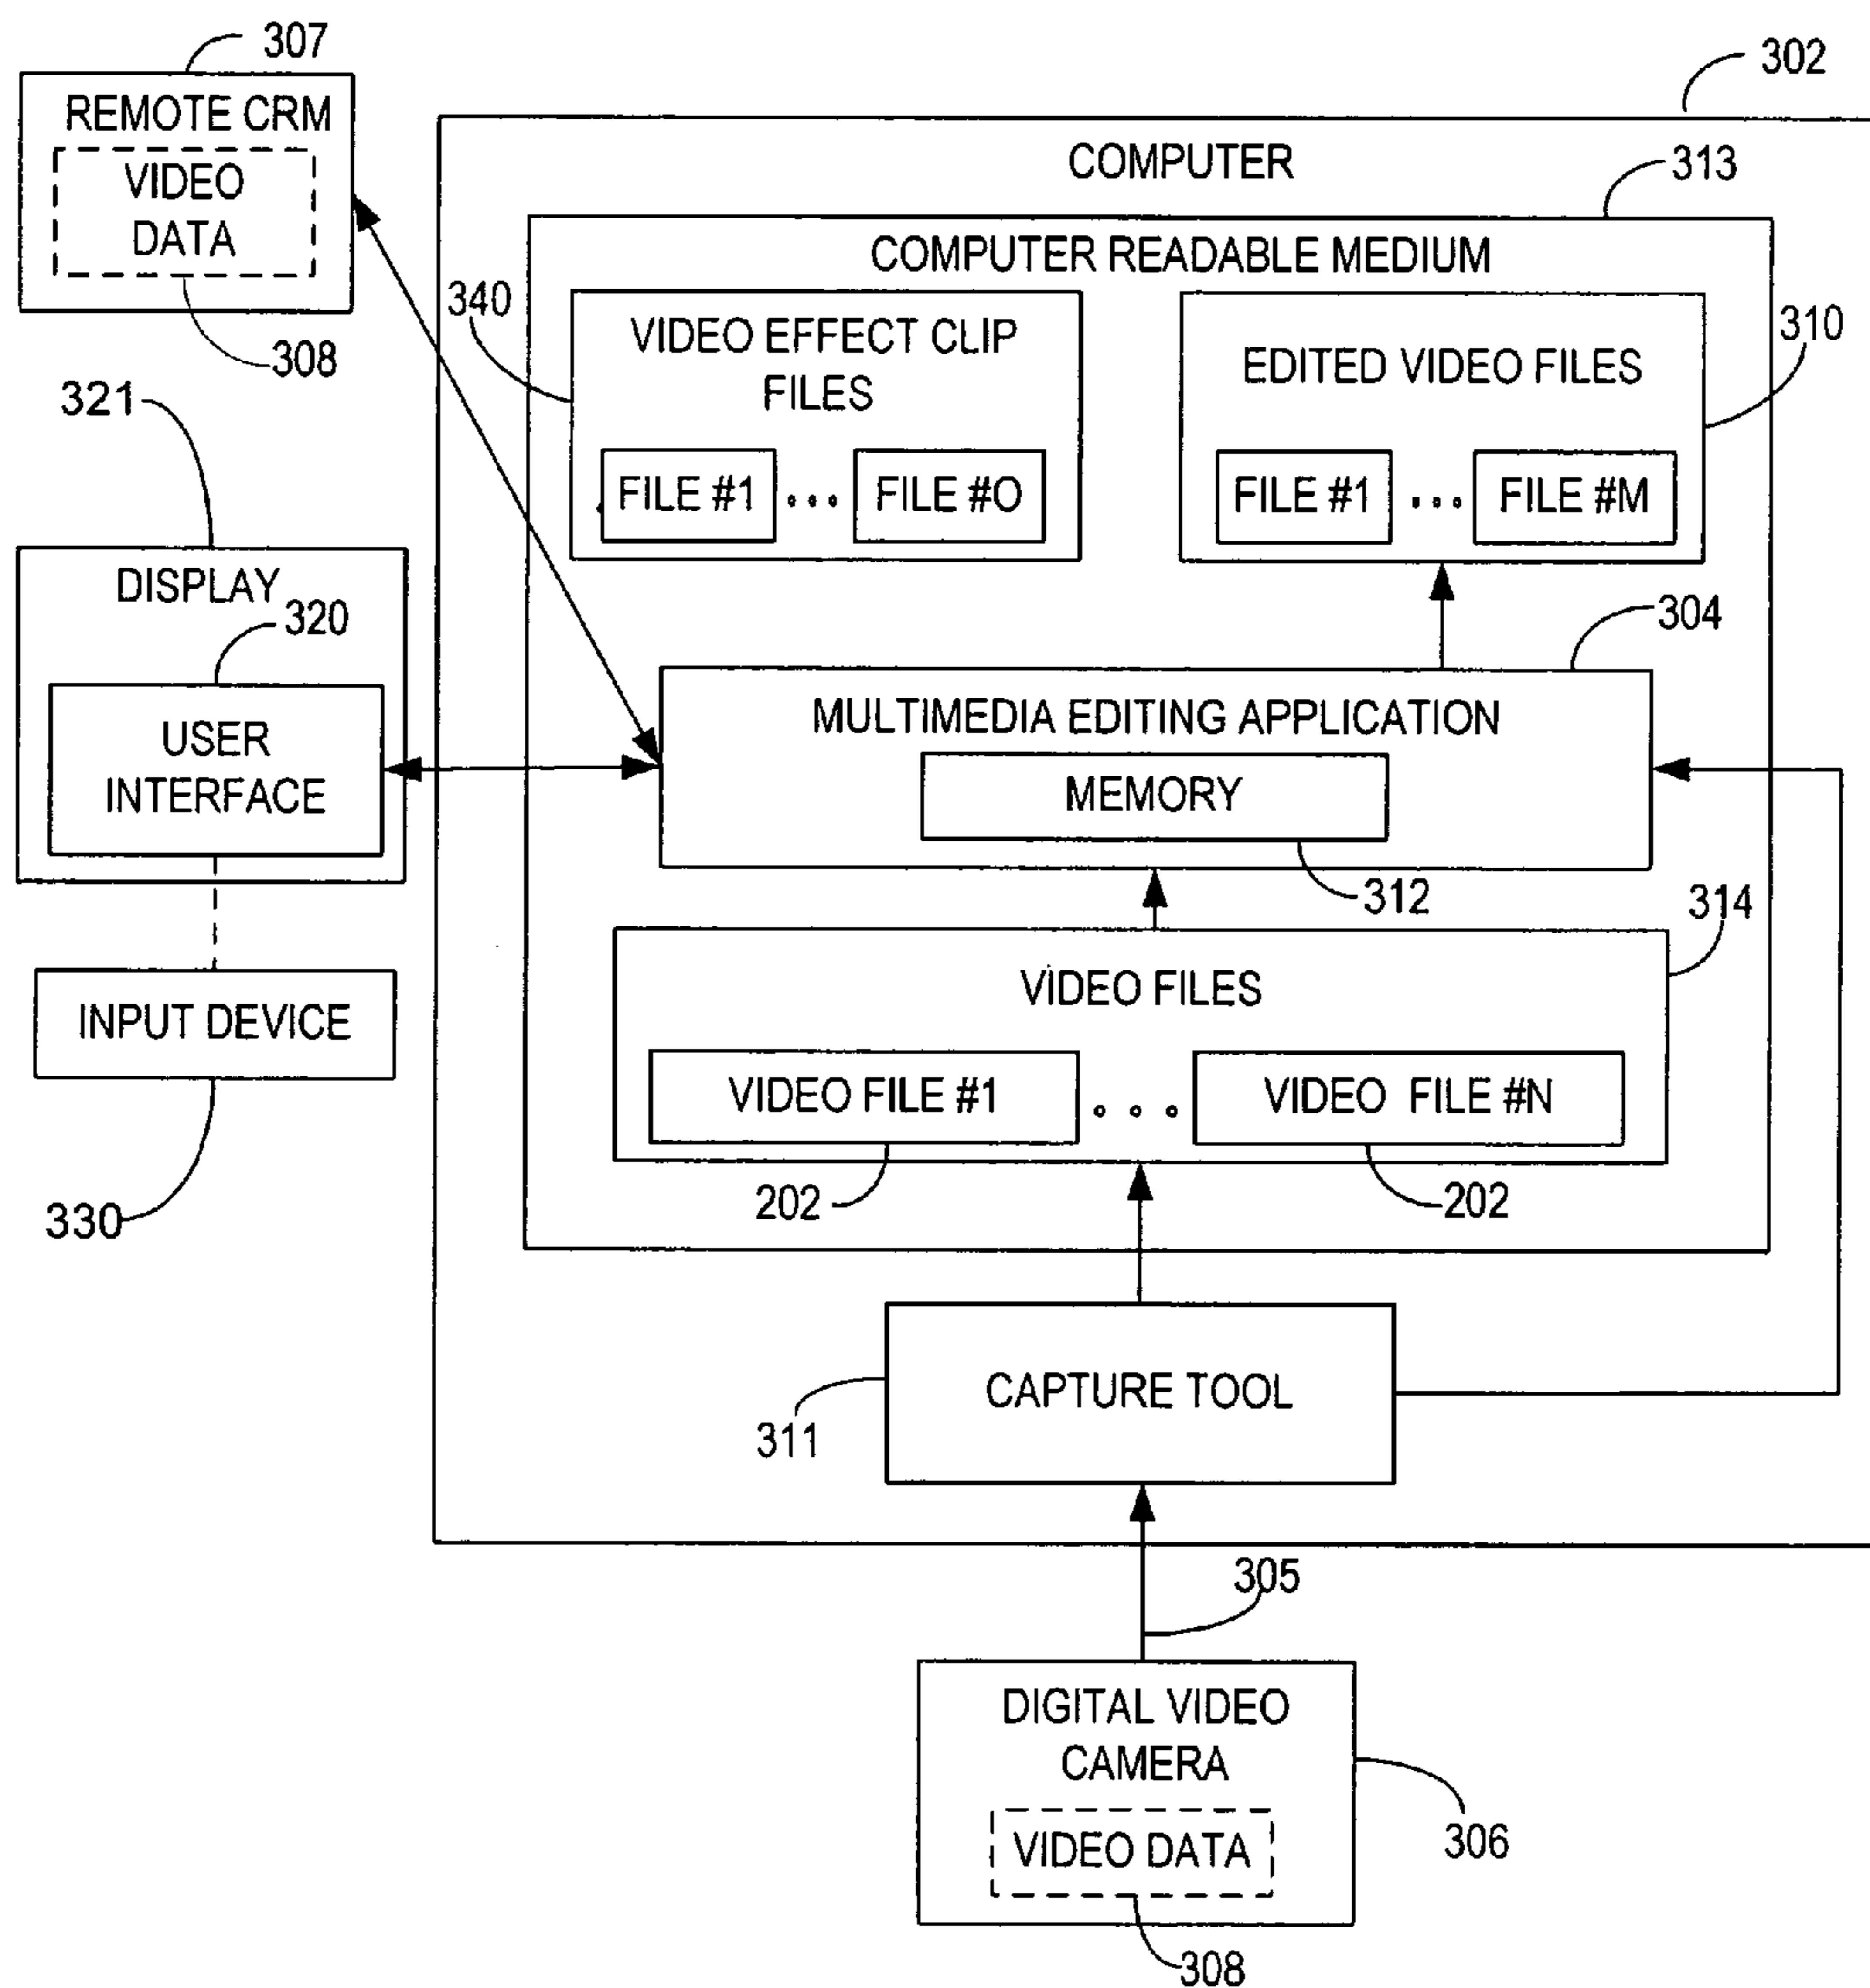 307
302
REMOTE CRM
VIDEO
DATA
308
COMPUTER
313
COMPUTER READABLE MEDIUM
340
VIDEO EFFECT CLIP
FILES
FILE #1 ... FILE #O
310
EDITED VIDEO FILES
FILE #1 ... FILE #M
321
DISPLAY
320
USER
INTERFACE
304
MULTIMEDIA EDITING APPLICATION
MEMORY
312
314
INPUT DEVICE
330
VIDEO FILES
VIDEO FILE #1 . . . VIDEO FILE #N
202
202
CAPTURE TOOL
311
305
DIGITAL VIDEO
CAMERA
306
VIDEO DATA
308